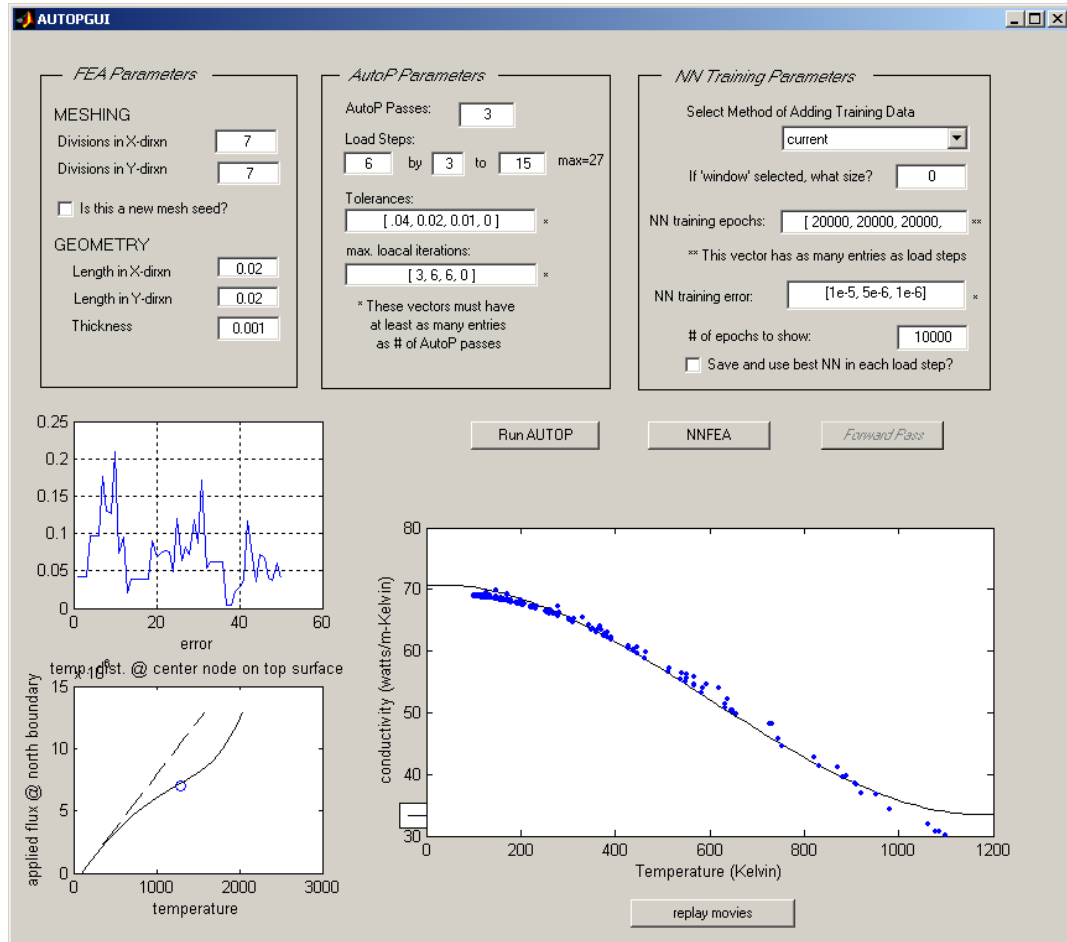 AUTOPGUI
FEA Parameters
MESHING
Divisions in X-dirxn 7
Divisions in Y-dirxn 7
Is this a new mesh seed?
GEOMETRY
Length in X-dirxn 0.02
Length in Y-dirxn 0.02
Thickness 0.001
AutoP Parameters
AutoP Passes: 3
Load Steps:
6 by 3 to 15 max=27
Tolerances:
[ .04, 0.02, 0.01, 0 ] *
max. loacal iterations:
[ 3, 6, 6, 0 ] *
* These vectors must have
at least as many entries
as # of AutoP passes
NN Training Parameters
Select Method of Adding Training Data
current
If 'window' selected, what size? 0
NN training epochs: [ 20000, 20000, 20000, **
** This vector has as many entries as load steps
NN training error: [1e-5, 5e-6, 1e-6] *
# of epochs to show: 10000
Save and use best NN in each load step?
Run AUTOP NNFEA Forward Pass
0.25
0.2
0.15
0.1
0.05
0
0 20 40 60
error
temp. dist. @ center node on top surface
x 10^6
15
10
5
0
0 1000 2000 3000
temperature
applied flux @ north boundary
80
70
60
50
40
30
0 200 400 600 800 1000 1200
Temperature (Kelvin)
conductivity (watts/m-Kelvin)
replay movies